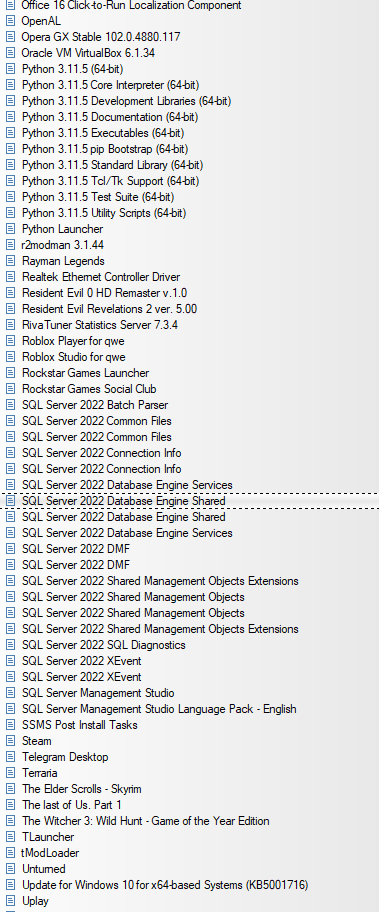 Office 16 Click-to-Run Localization Component
OpenAL
Opera GX Stable 102.0.4880.117
Oracle VM VirtualBox 6.1.34
Python 3.11.5 (64-bit)
Python 3.11.5 Core Interpreter (64-bit)
Python 3.11.5 Development Libraries (64-bit)
Python 3.11.5 Documentation (64-bit)
Python 3.11.5 Executables (64-bit)
Python 3.11.5 pip Bootstrap (64-bit)
Python 3.11.5 Standard Library (64-bit)
Python 3.11.5 Tcl/Tk Support (64-bit)
Python 3.11.5 Test Suite (64-bit)
Python 3.11.5 Utility Scripts (64-bit)
Python Launcher
r2modman 3.1.44
Rayman Legends
Realtek Ethernet Controller Driver
Resident Evil 0 HD Remaster v.1.0
Resident Evil Revelations 2 ver. 5.00
RivaTuner Statistics Server 7.3.4
Roblox Player for qwe
Roblox Studio for qwe
Rockstar Games Launcher
Rockstar Games Social Club
SQL Server 2022 Batch Parser
SQL Server 2022 Common Files
SQL Server 2022 Common Files
SQL Server 2022 Connection Info
SQL Server 2022 Connection Info
SQL Server 2022 Database Engine Services
SQL Server 2022 Database Engine Shared
SQL Server 2022 Database Engine Shared
SQL Server 2022 Database Engine Services
SQL Server 2022 DMF
SQL Server 2022 DMF
SQL Server 2022 Shared Management Objects Extensions
SQL Server 2022 Shared Management Objects
SQL Server 2022 Shared Management Objects
SQL Server 2022 Shared Management Objects Extensions
SQL Server 2022 SQL Diagnostics
SQL Server 2022 XEvent
SQL Server 2022 XEvent
SQL Server Management Studio
SQL Server Management Studio Language Pack - English
SSMS Post Install Tasks
Steam
Telegram Desktop
Terraria
The Elder Scrolls - Skyrim
The last of Us. Part 1
The Witcher 3: Wild Hunt - Game of the Year Edition
TLauncher
tModLoader
Unturned
Update for Windows 10 for x64-based Systems (KB5001716)
Uplay